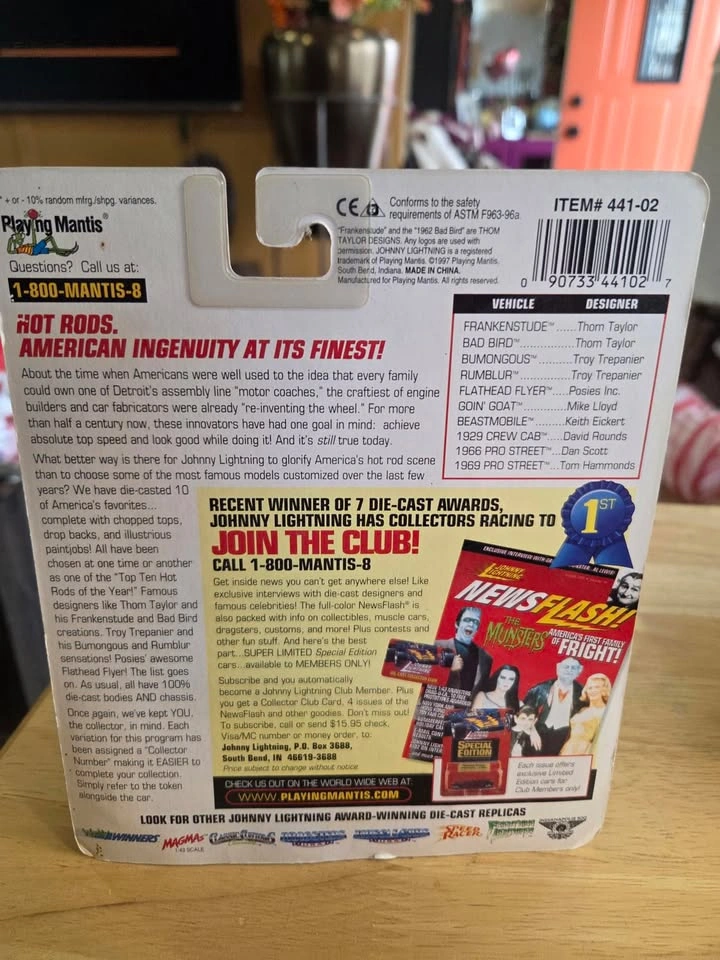 + or - 10% random mfrg./shpg. variances.
Playing Mantis®
Questions? Call us at:
1-800-MANTIS-8
CE
Conforms to the safety
requirements of ASTM F963-96a.
"Frankenstude" and the "1962 Bad Bird" are THOM
TAYLOR DESIGNS. Any logos are used with
permission. JOHNNY LIGHTNING is a registered
trademark of Playing Mantis. ©1997 Playing Mantis,
South Bend, Indiana. MADE IN CHINA.
Manufactured for Playing Mantis. All rights reserved.
ITEM# 441-02
0 90733 44102 7
VEHICLE DESIGNER
FRANKENSTUDE™......Thom Taylor
BAD BIRD™..............Thom Taylor
BUMONGOUS™.........Troy Trepanier
RUMBLUR™.............Troy Trepanier
FLATHEAD FLYER™....Posies Inc.
GOIN' GOAT™...........Mike Lloyd
BEASTMOBILE™........Keith Eickert
1929 CREW CAB™....David Rounds
1966 PRO STREET™...Dan Scott
1969 PRO STREET™...Tom Hammonds
HOT RODS.
AMERICAN INGENUITY AT ITS FINEST!
About the time when Americans were well used to the idea that every family
could own one of Detroit's assembly line "motor coaches," the craftiest of engine
builders and car fabricators were already "re-inventing the wheel." For more
than half a century now, these innovators have had one goal in mind: achieve
absolute top speed and look good while doing it! And it's still true today.
What better way is there for Johnny Lightning to glorify America's hot rod scene
than to choose some of the most famous models customized over the last few
years? We have die-casted 10
of America's favorites...
complete with chopped tops,
drop backs, and illustrious
paintjobs! All have been
chosen at one time or another
as one of the "Top Ten Hot
Rods of the Year!" Famous
designers like Thom Taylor and
his Frankenstude and Bad Bird
creations. Troy Trepanier and
his Bumongous and Rumblur
sensations! Posies' awesome
Flathead Flyer! The list goes
on. As usual, all have 100%
die-cast bodies AND chassis.
Once again, we've kept YOU,
the collector, in mind. Each
variation for this program has
been assigned a "Collector
Number" making it EASIER to
complete your collection.
Simply refer to the token
alongside the car.
RECENT WINNER OF 7 DIE-CAST AWARDS,
JOHNNY LIGHTNING HAS COLLECTORS RACING TO
JOIN THE CLUB!
CALL 1-800-MANTIS-8
Get inside news you can't get anywhere else! Like
exclusive interviews with die-cast designers and
famous celebrities! The full-color NewsFlash® is
also packed with info on collectibles, muscle cars,
dragsters, customs, and more! Plus contests and
other fun stuff. And here's the best
part...SUPER LIMITED Special Edition
cars...available to MEMBERS ONLY!
Subscribe and you automatically
become a Johnny Lightning Club Member. Plus
you get a Collector Club Card, 4 issues of the
NewsFlash and other goodies. Don't miss out!
To subscribe, call or send $15.95 check,
Visa/MC number or money order, to:
Johnny Lightning, P.O. Box 3688,
South Bend, IN 46619-3688
Price subject to change without notice
CHECK US OUT ON THE WORLD WIDE WEB AT:
WWW.PLAYINGMANTIS.COM
1ST
EXCLUSIVE INTERVIEW WITH
JOHNNY
LIGHTNING
NEWSFLASH!
THE
MUNSTERS
AMERICA'S FIRST FAMILY
OF FRIGHT!
SPECIAL
EDITION
Each issue offers
exclusive Limited
Edition cars for
Club Members only!
LOOK FOR OTHER JOHNNY LIGHTNING AWARD-WINNING DIE-CAST REPLICAS
WINNERS
MAGMAs
1:43 SCALE
SPEED
RACER